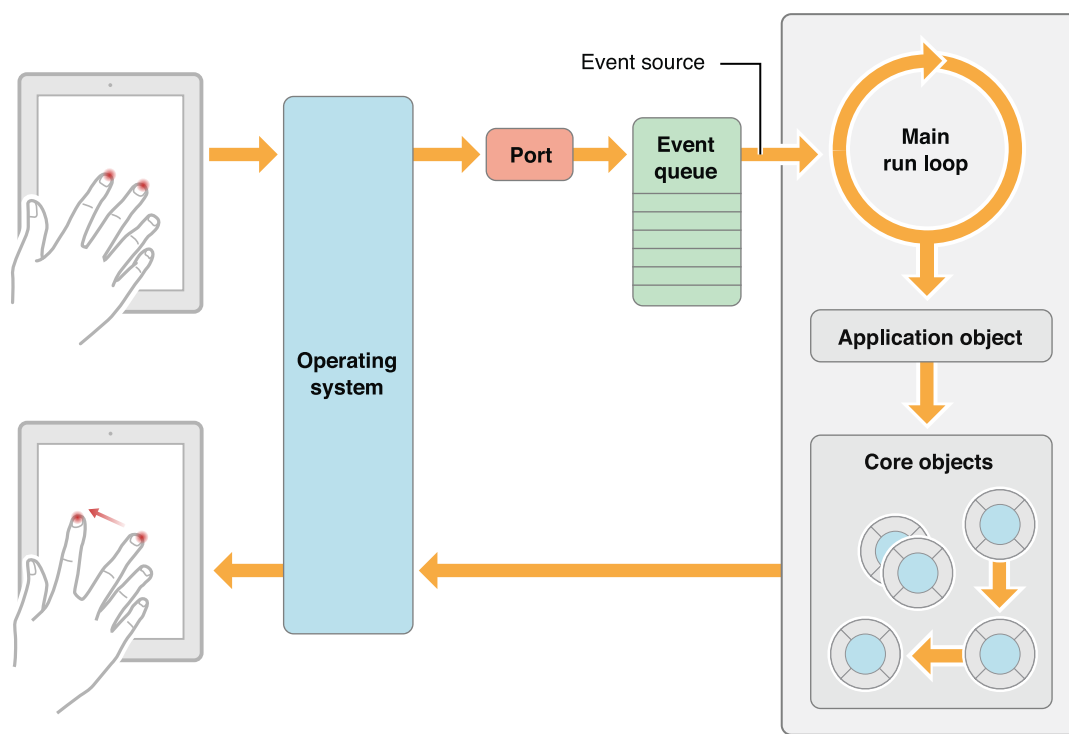 Event source
Main
run loop
Port
Event
queue
Application object
Operating
system
Core objects